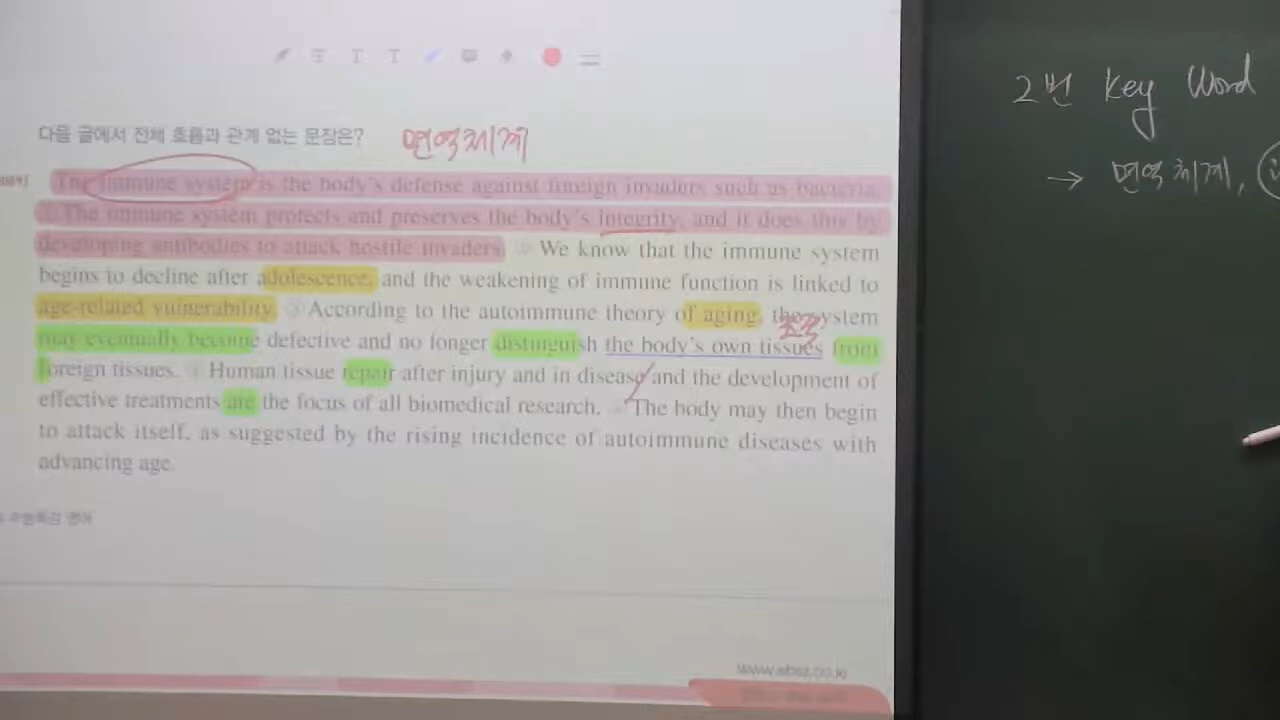 다음 글에서 전체 흐름과 관계 없는 문장은?
면역체계
The immune system is the body's defense against foreign invaders such as bacteria.
① The immune system protects and preserves the body's integrity, and it does this by
developing antibodies to attack hostile invaders. ② We know that the immune system
begins to decline after adolescence, and the weakening of immune function is linked to
age-related vulnerability. ③ According to the autoimmune theory of aging, the system
조직
may eventually become defective and no longer distinguish the body's own tissues from
foreign tissues. ④ Human tissue repair after injury and in disease and the development of
effective treatments are the focus of all biomedical research. ⑤ The body may then begin
to attack itself, as suggested by the rising incidence of autoimmune diseases with
advancing age.
수능특강 영어
www.ebsi.co.kr
2번 Key Word
→ 면역체계,